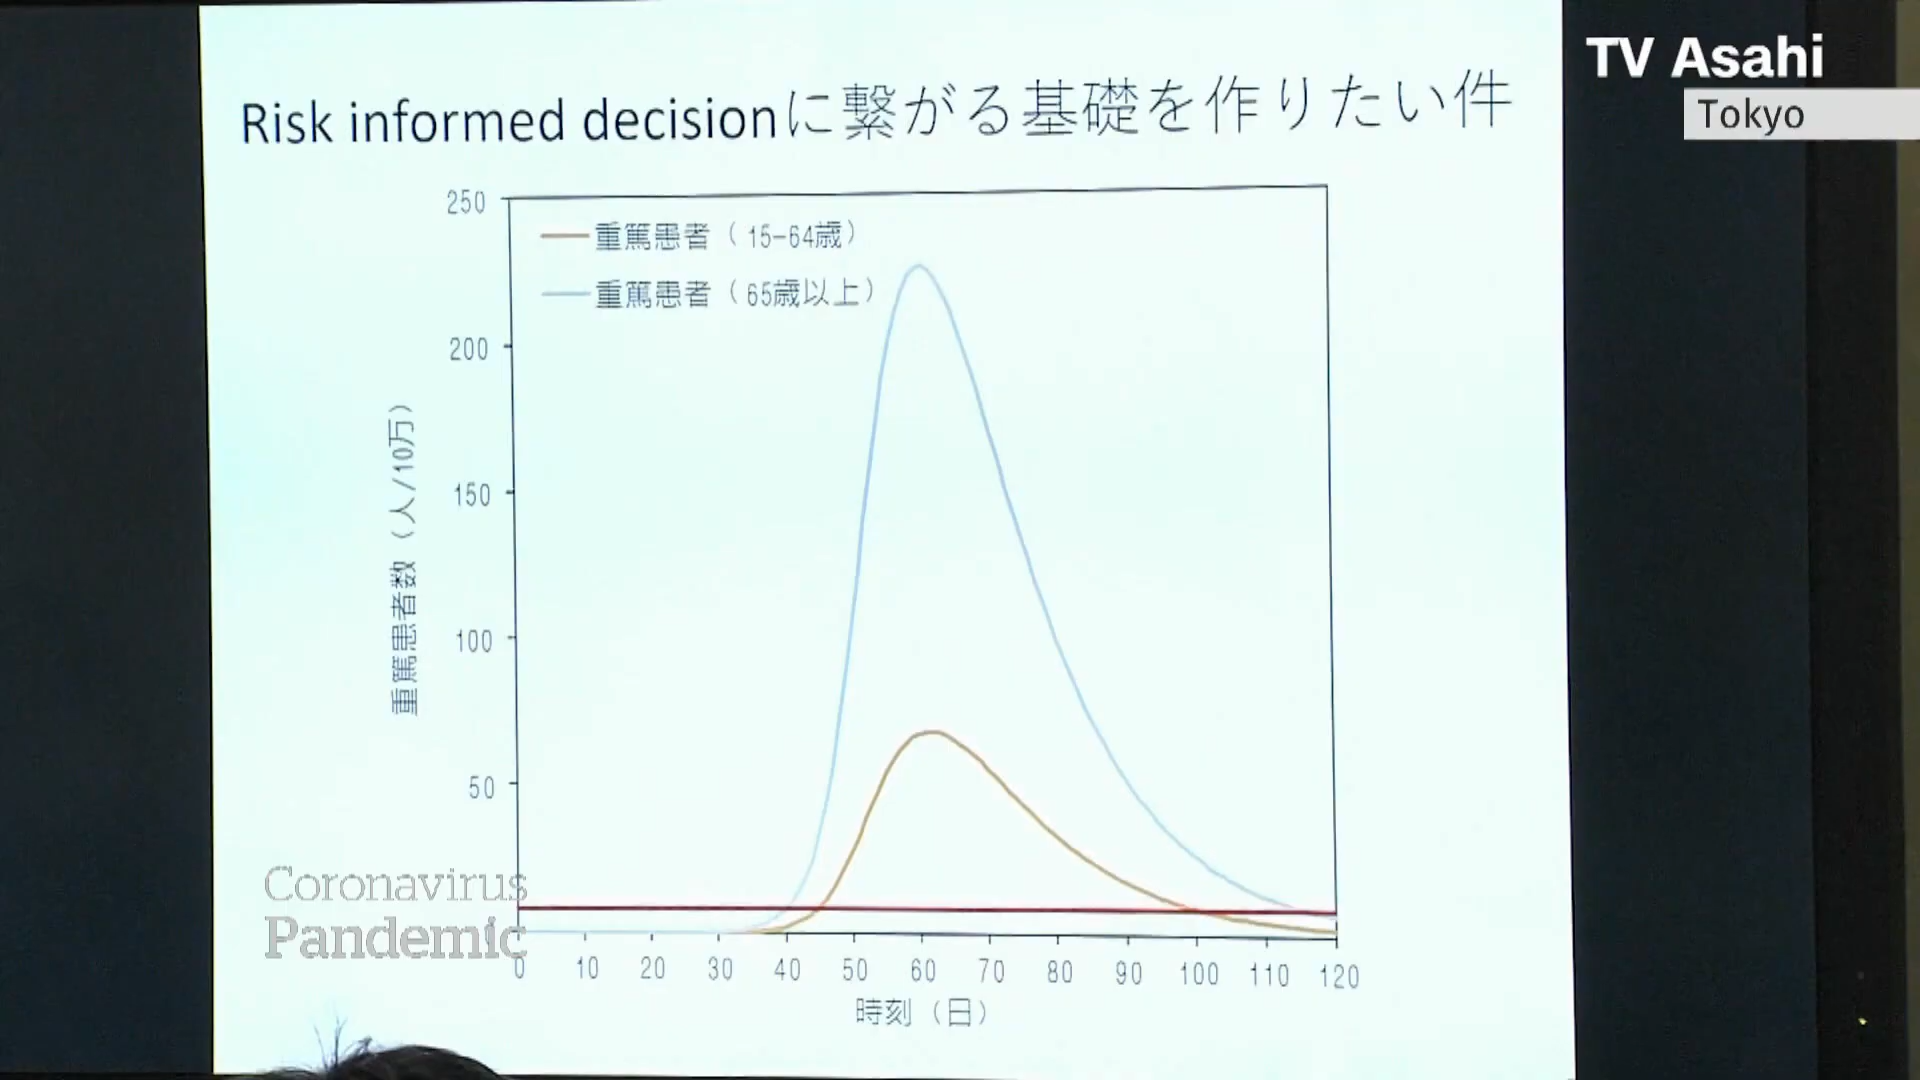 TV Asahi
Tokyo
Risk informed decisionに繋がる基礎を作りたい件
重篤患者（15-64歳）
重篤患者（65歳以上）
重篤患者数（人/10万）
250
200
150
100
50
0 10 20 30 40 50 60 70 80 90 100 110 120
時刻（日）
Coronavirus
Pandemic